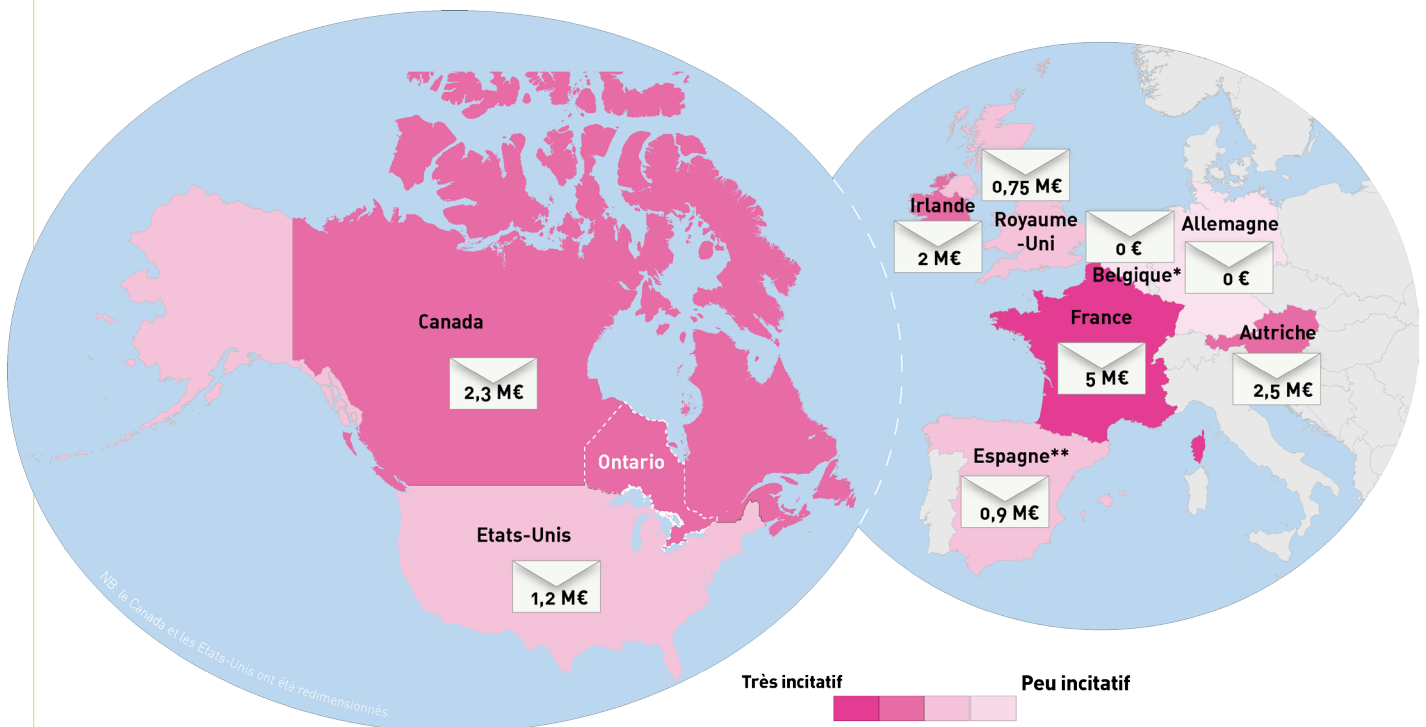 Canada
2,3 M€
Ontario
Etats-Unis
1,2 M€
NB: le Canada et les Etats-Unis ont été redimensionnés.
0,75 M€
Irlande
2 M€
Royaume
-Uni
0 €
Belgique*
Allemagne
0 €
France
5 M€
Autriche
2,5 M€
Espagne**
0,9 M€
Très incitatif
Peu incitatif